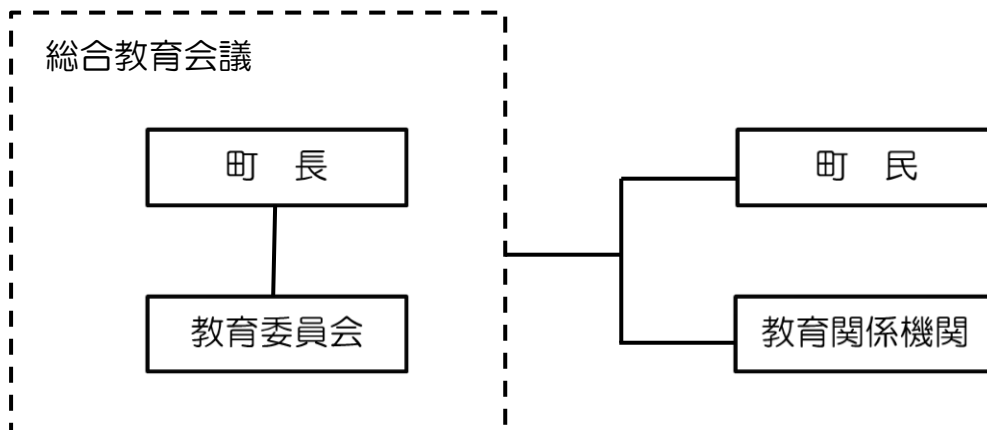 総合教育会議
町　長
町　民
教育委員会
教育関係機関